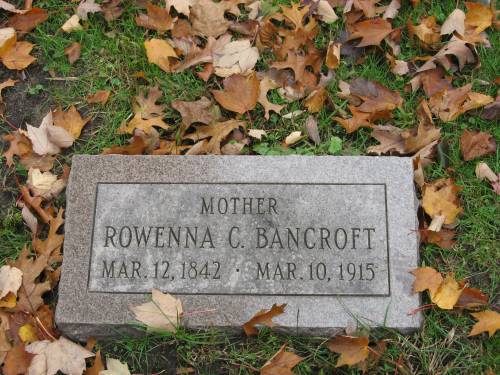 MOTHER
ROWENNA C. BANCROFT
MAR. 12, 1842 · MAR. 10, 1915